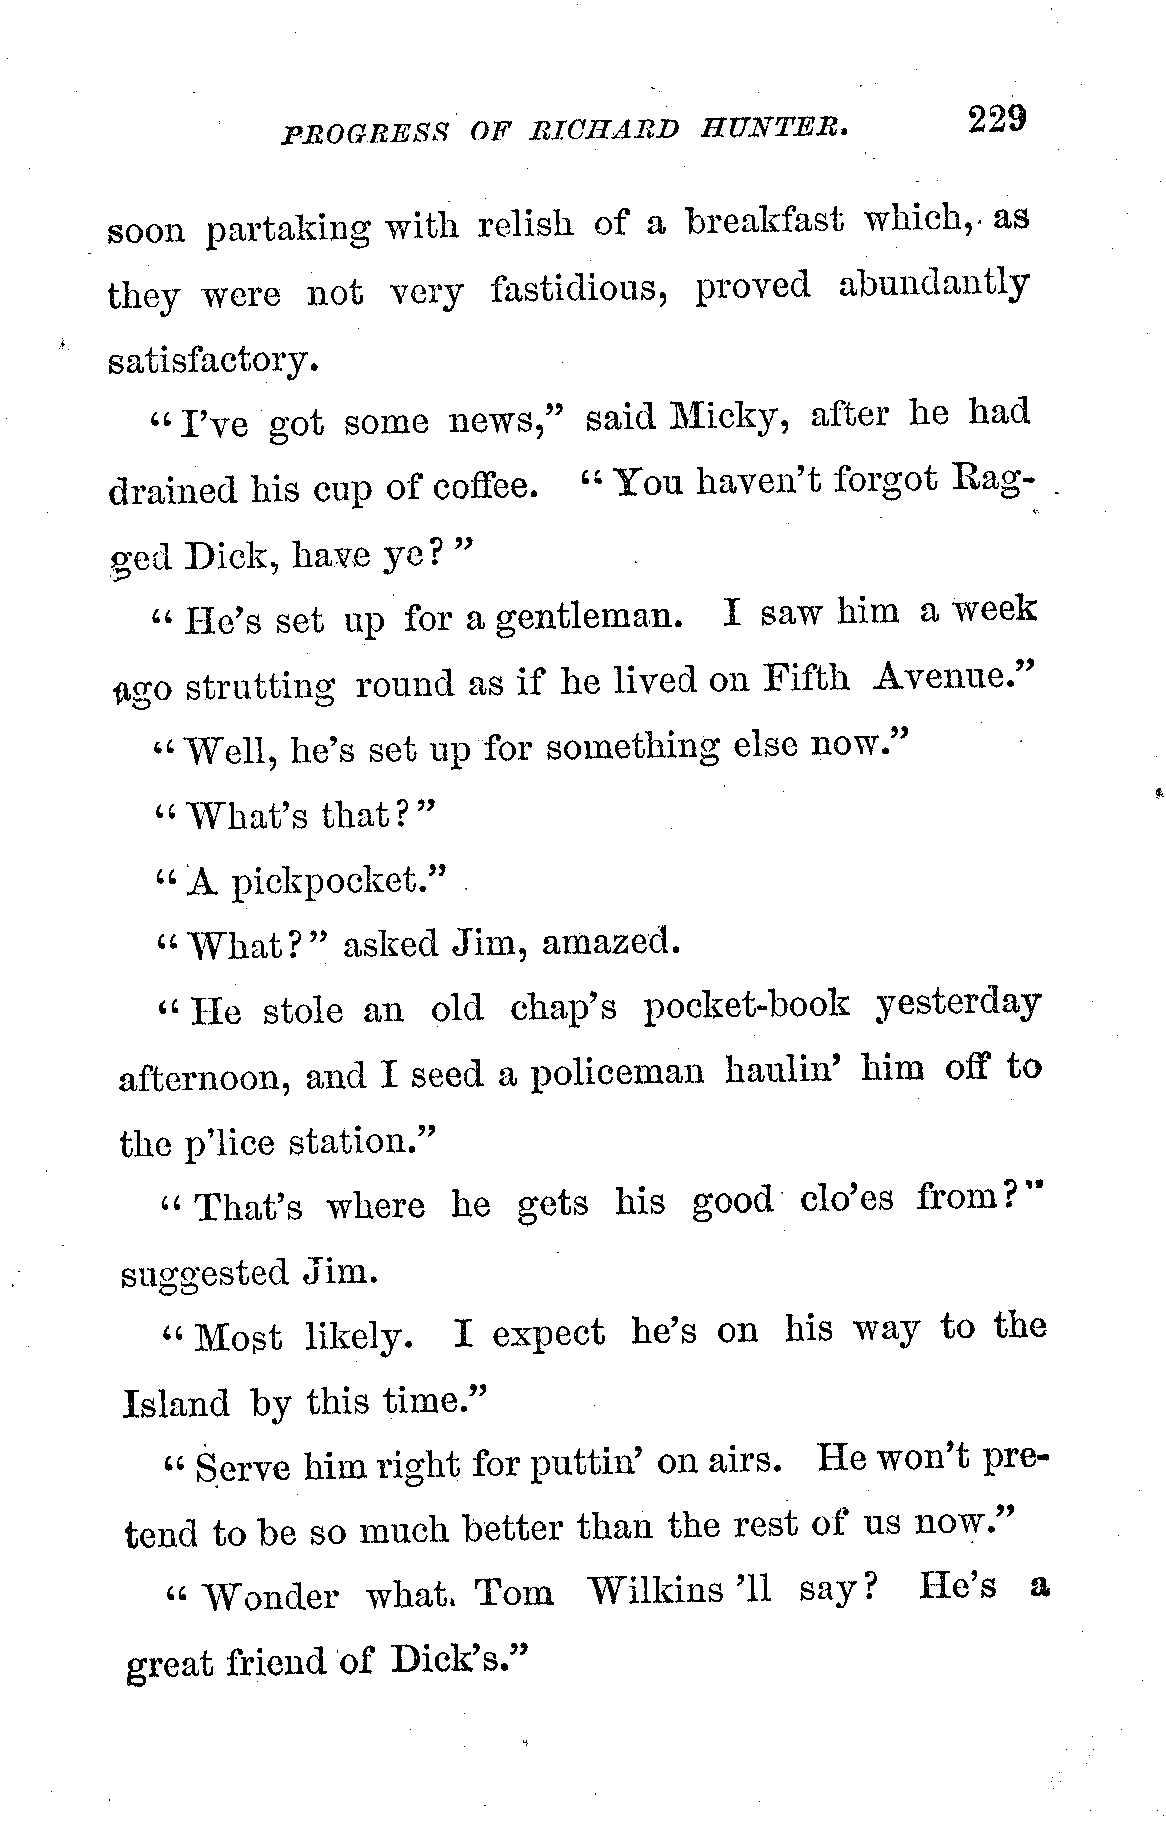 PROGRESS OF RICHARD HUNTER. 229
soon partaking with relish of a breakfast which, as
they were not very fastidious, proved abundantly
satisfactory.
“I’ve got some news,” said Micky, after he had
drained his cup of coffee. “You haven’t forgot Rag-
ged Dick, have ye?”
“He’s set up for a gentleman. I saw him a week
ago strutting round as if he lived on Fifth Avenue.”
“Well, he’s set up for something else now.”
“What’s that?”
“A pickpocket.”
“What?” asked Jim, amazed.
“He stole an old chap’s pocket-book yesterday
afternoon, and I seed a policeman haulin’ him off to
the p’lice station.”
“That’s where he gets his good clo’es from?”
suggested Jim.
“Most likely. I expect he’s on his way to the
Island by this time.”
“Serve him right for puttin’ on airs. He won’t pre-
tend to be so much better than the rest of us now.”
“Wonder what Tom Wilkins ’ll say? He’s a
great friend of Dick’s.”